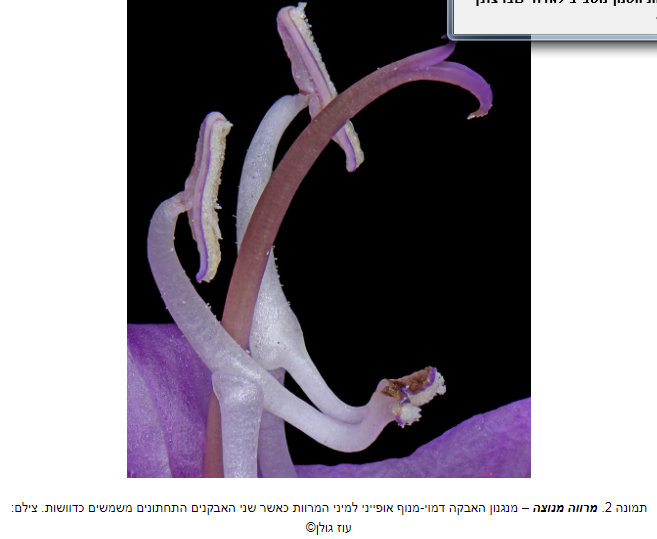 תמונה 2. מרווה מנוצה – מנגנון האבקה דמוי-מנוף אופייני למיני המרוות כאשר שני האבקנים התחתונים משמשים כדוושות. צילם:
עוז גולן©